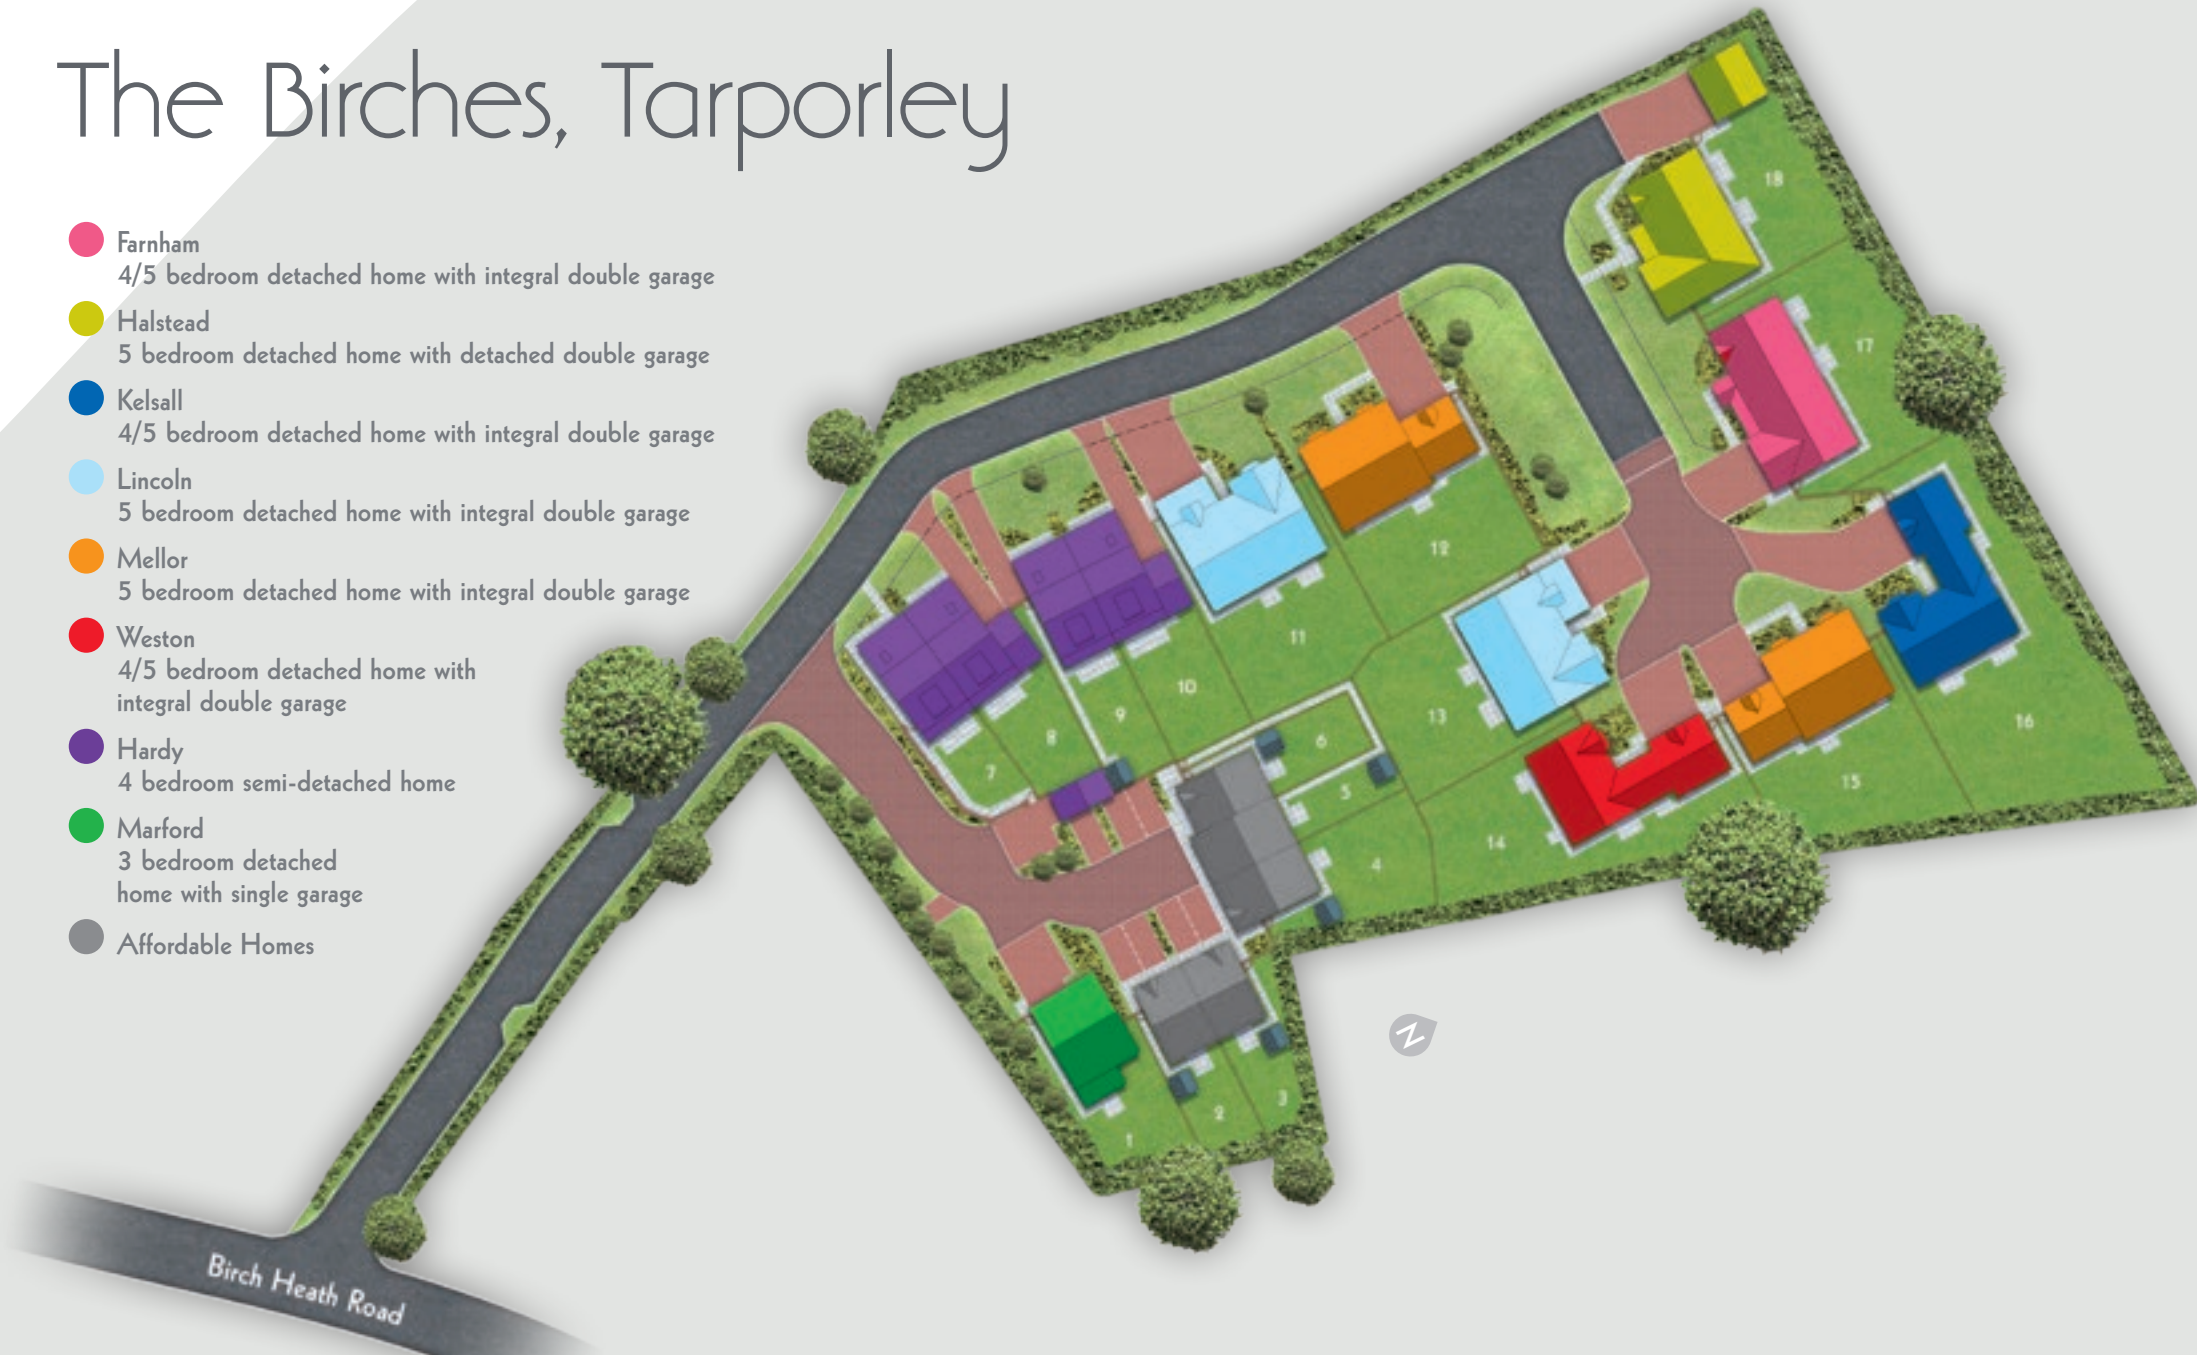 The Birches, Tarporley
Farnham
4/5 bedroom detached home with integral double garage
Halstead
5 bedroom detached home with detached double garage
Kelsall
4/5 bedroom detached home with integral double garage
Lincoln
5 bedroom detached home with integral double garage
Mellor
5 bedroom detached home with integral double garage
Weston
4/5 bedroom detached home with
integral double garage
Hardy
4 bedroom semi-detached home
Marford
3 bedroom detached
home with single garage
Affordable Homes
18
17
12
11
10
9
8
7
13
6
5
4
14
15
16
1
2
3
N
Birch Heath Road